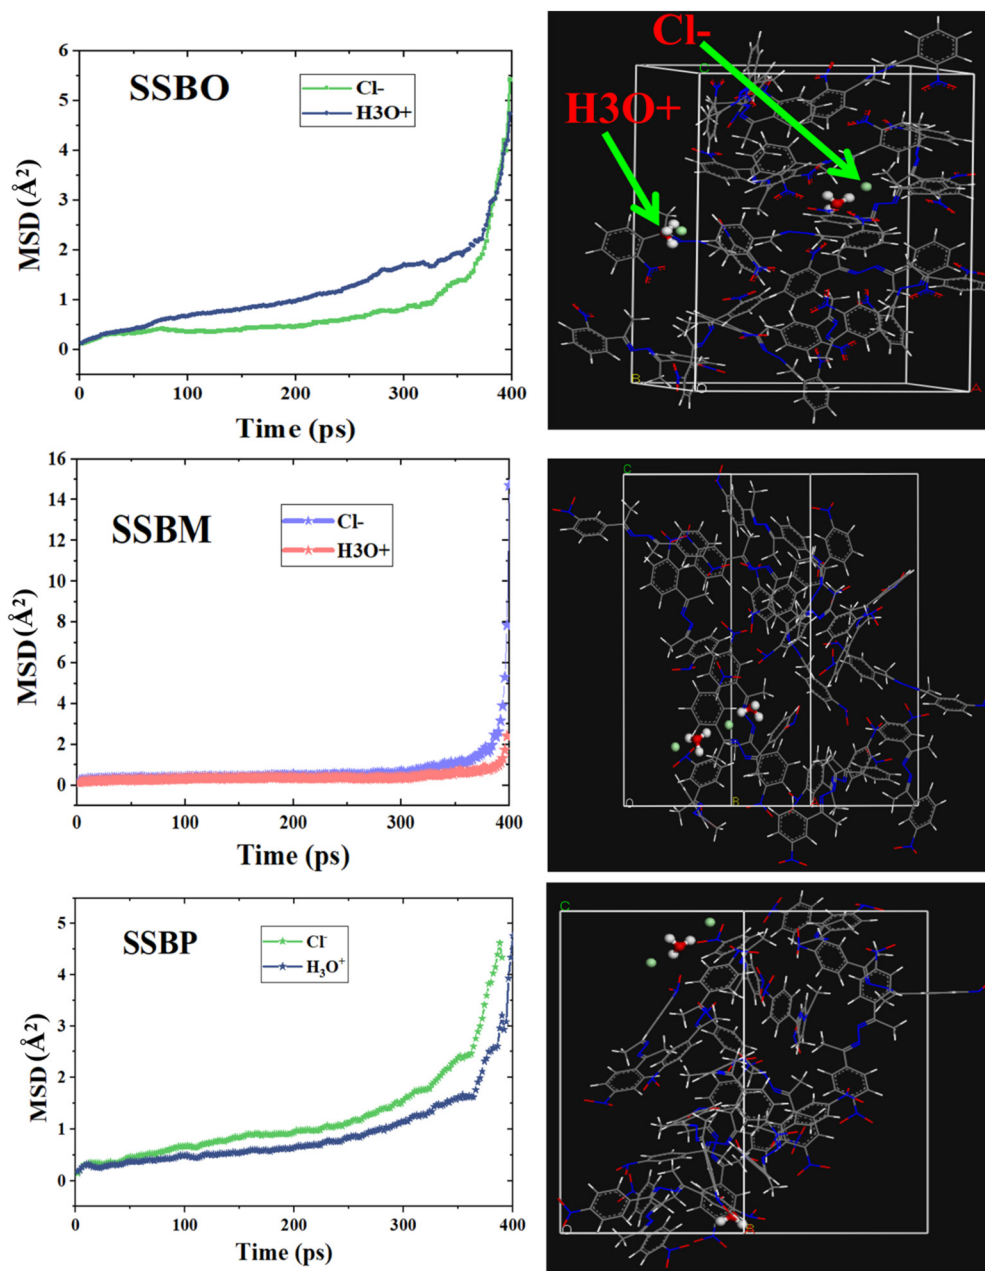 SSBO
Cl-
H3O+
6
5
4
3
2
1
0
MSD (Å²)
0
100
200
300
400
Time (ps)
Cl-
H3O+
C
B
O
A
SSBM
Cl-
H3O+
16
14
12
10
8
6
4
2
0
MSD (Å²)
0
100
200
300
400
Time (ps)
C
O
B
SSBP
Cl⁻
H₃O⁺
5
4
3
2
1
0
MSD (Å²)
0
100
200
300
400
Time (ps)
C
O
B